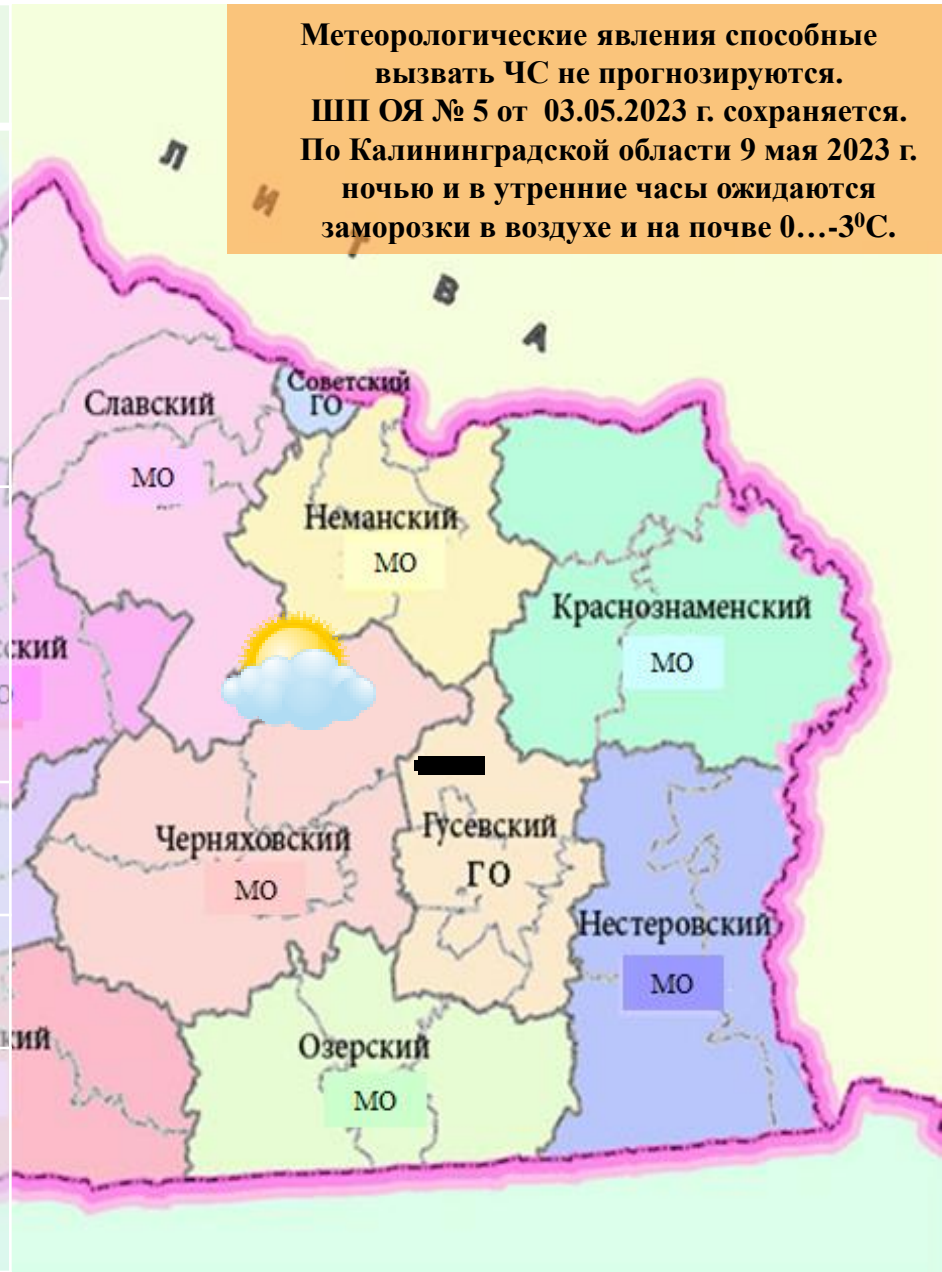 Метеорологические явления способные
вызвать ЧС не прогнозируются.
ШП ОЯ № 5 от 03.05.2023 г. сохраняется.
По Калининградской области 9 мая 2023 г.
ночью и в утренние часы ожидаются
заморозки в воздухе и на почве 0…-3⁰С.
Л И Т В А
Советский
ГО
Славский
МО
Неманский
МО
Краснознаменский
МО
ский
Черняховский
МО
Гусевский
ГО
Нестеровский
МО
кий
Озерский
МО